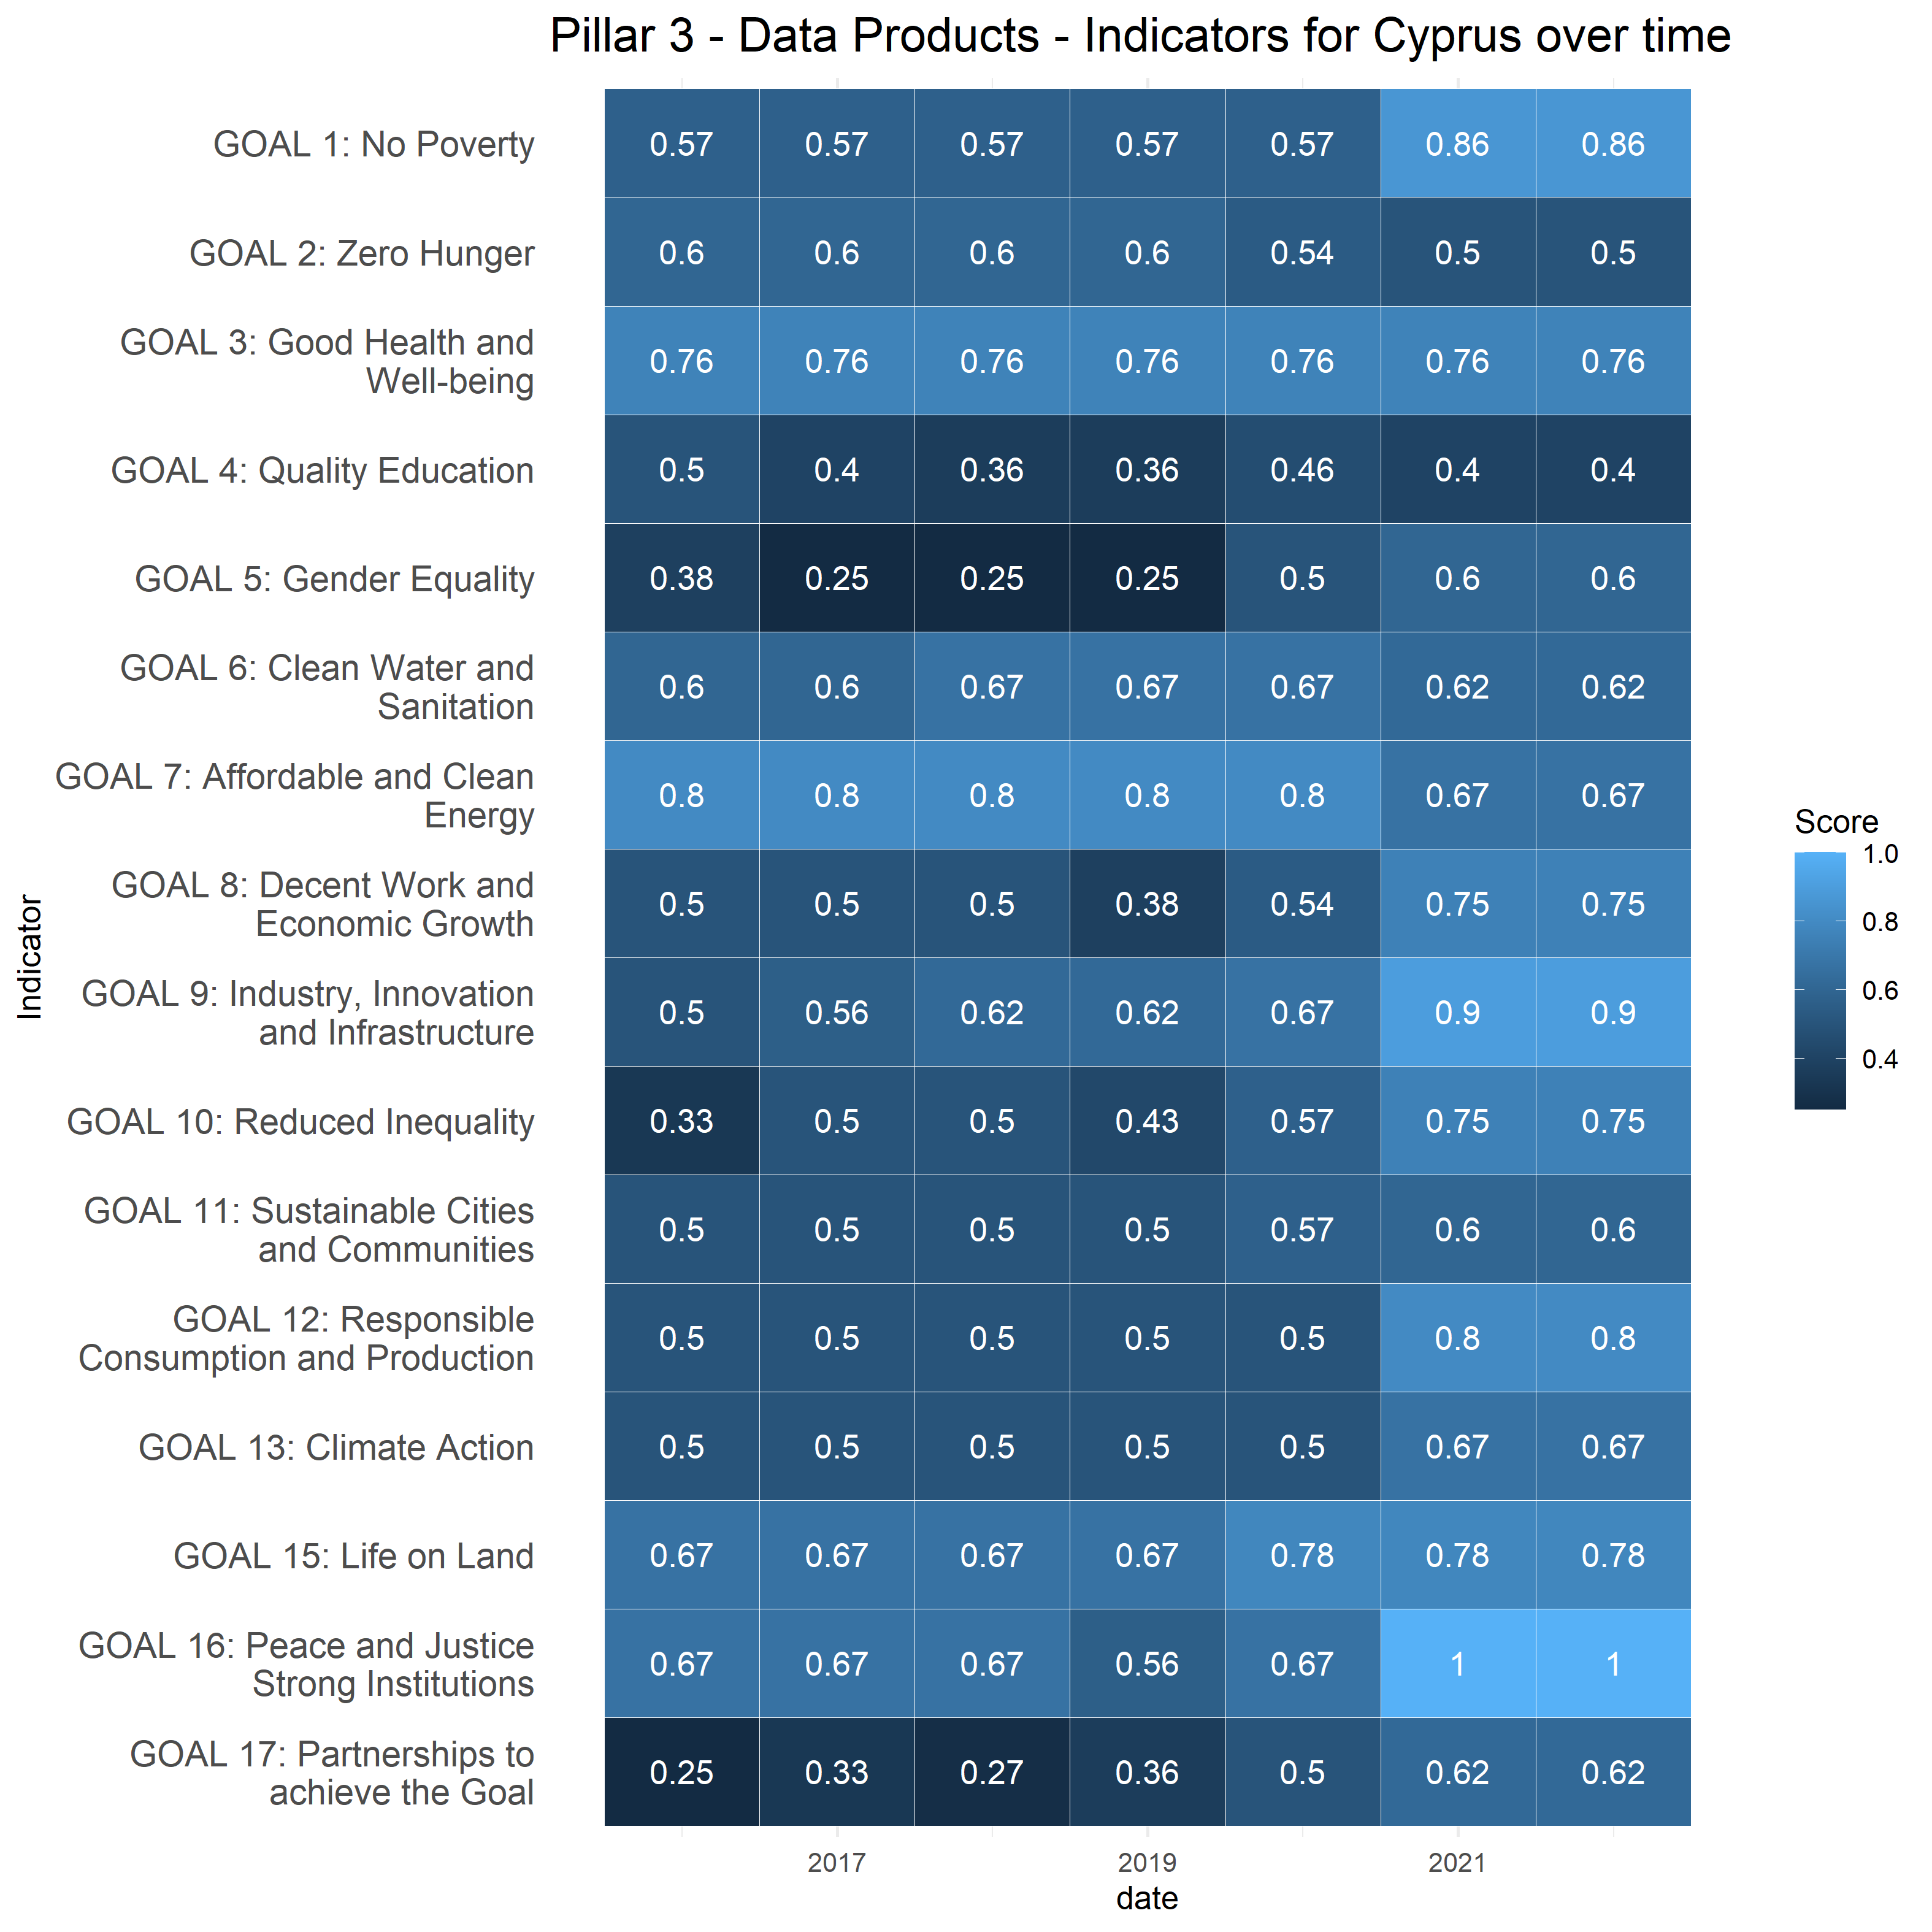 Pillar 3 - Data Products - Indicators for Cyprus over time
GOAL 1: No Poverty 0.57 0.57 0.57 0.57 0.57 0.86 0.86
GOAL 2: Zero Hunger 0.6 0.6 0.6 0.6 0.54 0.5 0.5
GOAL 3: Good Health and
Well-being 0.76 0.76 0.76 0.76 0.76 0.76 0.76
GOAL 4: Quality Education 0.5 0.4 0.36 0.36 0.46 0.4 0.4
GOAL 5: Gender Equality 0.38 0.25 0.25 0.25 0.5 0.6 0.6
GOAL 6: Clean Water and
Sanitation 0.6 0.6 0.67 0.67 0.67 0.62 0.62
GOAL 7: Affordable and Clean
Energy 0.8 0.8 0.8 0.8 0.8 0.67 0.67
GOAL 8: Decent Work and
Economic Growth 0.5 0.5 0.5 0.38 0.54 0.75 0.75
GOAL 9: Industry, Innovation
and Infrastructure 0.5 0.56 0.62 0.62 0.67 0.9 0.9
GOAL 10: Reduced Inequality 0.33 0.5 0.5 0.43 0.57 0.75 0.75
GOAL 11: Sustainable Cities
and Communities 0.5 0.5 0.5 0.5 0.57 0.6 0.6
GOAL 12: Responsible
Consumption and Production 0.5 0.5 0.5 0.5 0.5 0.8 0.8
GOAL 13: Climate Action 0.5 0.5 0.5 0.5 0.5 0.67 0.67
GOAL 15: Life on Land 0.67 0.67 0.67 0.67 0.78 0.78 0.78
GOAL 16: Peace and Justice
Strong Institutions 0.67 0.67 0.67 0.56 0.67 1 1
GOAL 17: Partnerships to
achieve the Goal 0.25 0.33 0.27 0.36 0.5 0.62 0.62
2017 2019 2021
date
Indicator
Score
1.0
0.8
0.6
0.4